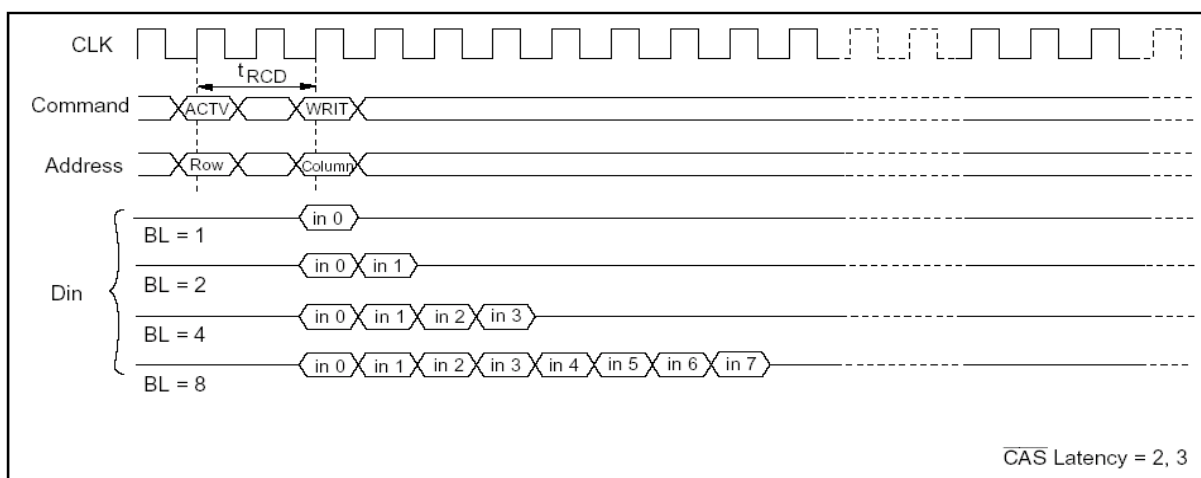 CLK
tRCD
Command ACTV WRIT
Address Row Column
in 0
BL = 1
in 0 in 1
BL = 2
Din
in 0 in 1 in 2 in 3
BL = 4
in 0 in 1 in 2 in 3 in 4 in 5 in 6 in 7
BL = 8
CAS Latency = 2, 3